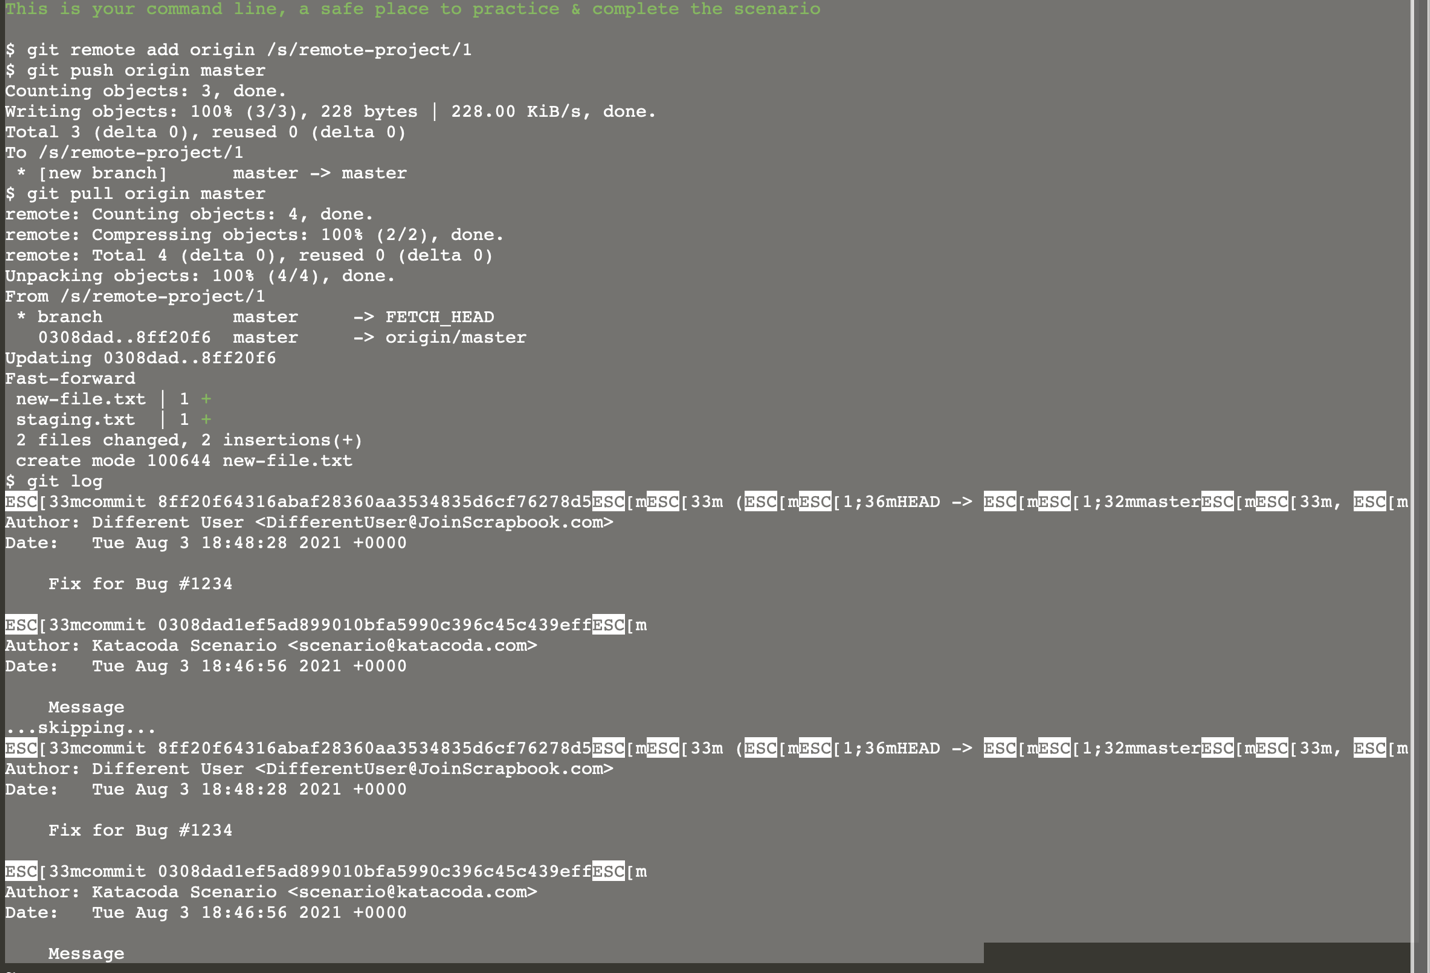 This is your command line, a safe place to practice & complete the scenario
$ git remote add origin /s/remote-project/1
$ git push origin master
Counting objects: 3, done.
Writing objects: 100% (3/3), 228 bytes | 228.00 KiB/s, done.
Total 3 (delta 0), reused 0 (delta 0)
To /s/remote-project/1
 * [new branch]      master -> master
$ git pull origin master
remote: Counting objects: 4, done.
remote: Compressing objects: 100% (2/2), done.
remote: Total 4 (delta 0), reused 0 (delta 0)
Unpacking objects: 100% (4/4), done.
From /s/remote-project/1
 * branch            master     -> FETCH_HEAD
   0308dad..8ff20f6  master     -> origin/master
Updating 0308dad..8ff20f6
Fast-forward
 new-file.txt | 1 +
 staging.txt  | 1 +
 2 files changed, 2 insertions(+)
 create mode 100644 new-file.txt
$ git log
ESC[33mcommit 8ff20f64316abaf28360aa3534835d6cf76278d5ESC[mESC[33m (ESC[mESC[1;36mHEAD -> ESC[mESC[1;32mmasterESC[mESC[33m, ESC[m
Author: Different User <DifferentUser@JoinScrapbook.com>
Date:   Tue Aug 3 18:48:28 2021 +0000
    Fix for Bug #1234
ESC[33mcommit 0308dad1ef5ad899010bfa5990c396c45c439effESC[m
Author: Katacoda Scenario <scenario@katacoda.com>
Date:   Tue Aug 3 18:46:56 2021 +0000
    Message
...skipping...
ESC[33mcommit 8ff20f64316abaf28360aa3534835d6cf76278d5ESC[mESC[33m (ESC[mESC[1;36mHEAD -> ESC[mESC[1;32mmasterESC[mESC[33m, ESC[m
Author: Different User <DifferentUser@JoinScrapbook.com>
Date:   Tue Aug 3 18:48:28 2021 +0000
    Fix for Bug #1234
ESC[33mcommit 0308dad1ef5ad899010bfa5990c396c45c439effESC[m
Author: Katacoda Scenario <scenario@katacoda.com>
Date:   Tue Aug 3 18:46:56 2021 +0000
    Message